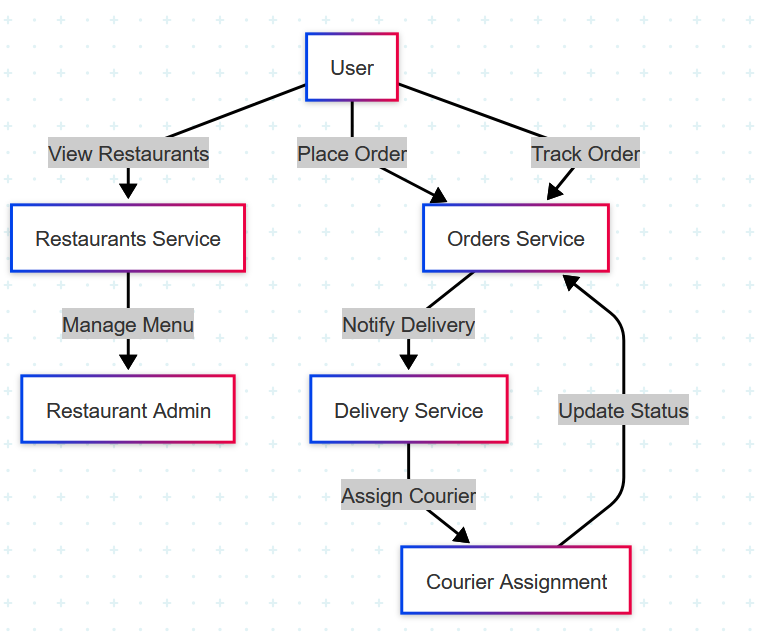 User
View Restaurants
Place Order
Track Order
Restaurants Service
Orders Service
Manage Menu
Notify Delivery
Restaurant Admin
Delivery Service
Update Status
Assign Courier
Courier Assignment